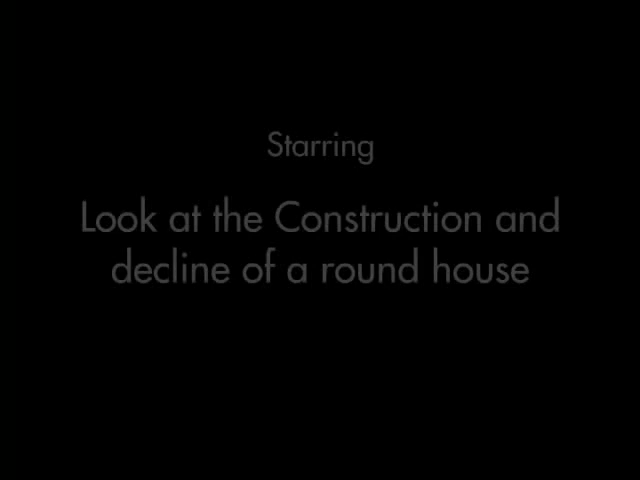 Starring
Look at the Construction and
decline of a round house